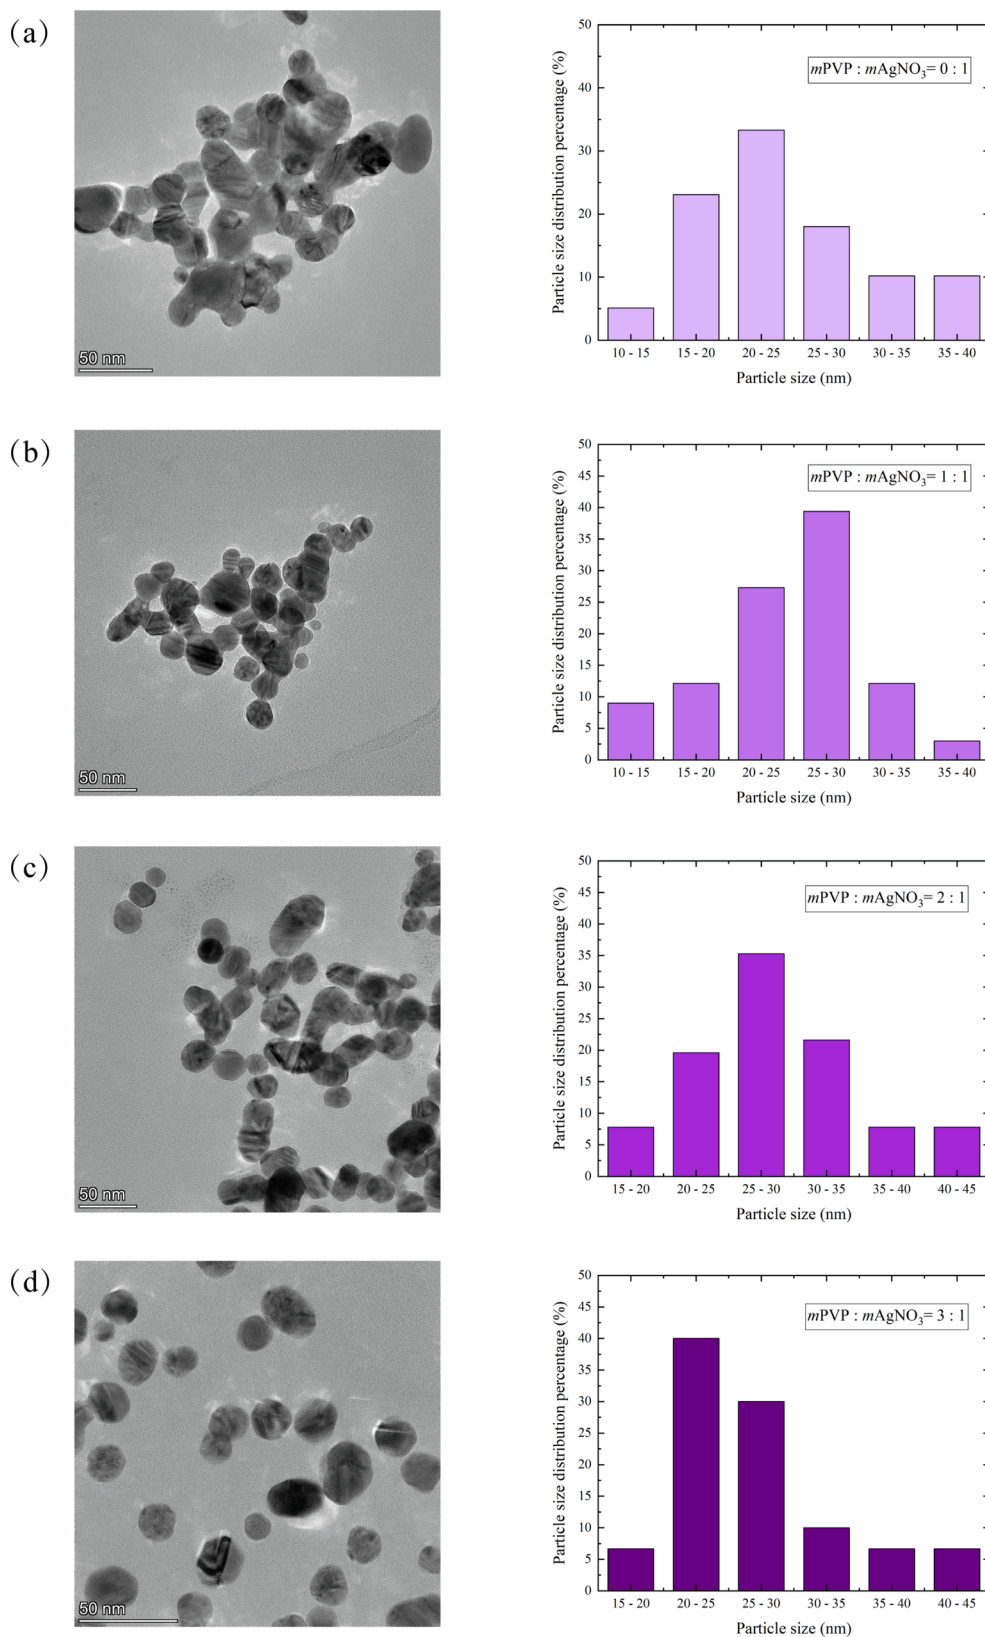 (a)
50 nm
50
40
30
20
10
0
Particle size distribution percentage (%)
mPVP : mAgNO₃= 0 : 1
10 - 15 15 - 20 20 - 25 25 - 30 30 - 35 35 - 40
Particle size (nm)
(b)
50 nm
50
45
40
35
30
25
20
15
10
5
0
Particle size distribution percentage (%)
mPVP : mAgNO₃= 1 : 1
10 - 15 15 - 20 20 - 25 25 - 30 30 - 35 35 - 40
Particle size (nm)
(c)
50 nm
50
45
40
35
30
25
20
15
10
5
0
Particle size distribution percentage (%)
mPVP : mAgNO₃= 2 : 1
15 - 20 20 - 25 25 - 30 30 - 35 35 - 40 40 - 45
Particle size (nm)
(d)
50 nm
50
45
40
35
30
25
20
15
10
5
0
Particle size distribution percentage (%)
mPVP : mAgNO₃= 3 : 1
15 - 20 20 - 25 25 - 30 30 - 35 35 - 40 40 - 45
Particle size (nm)